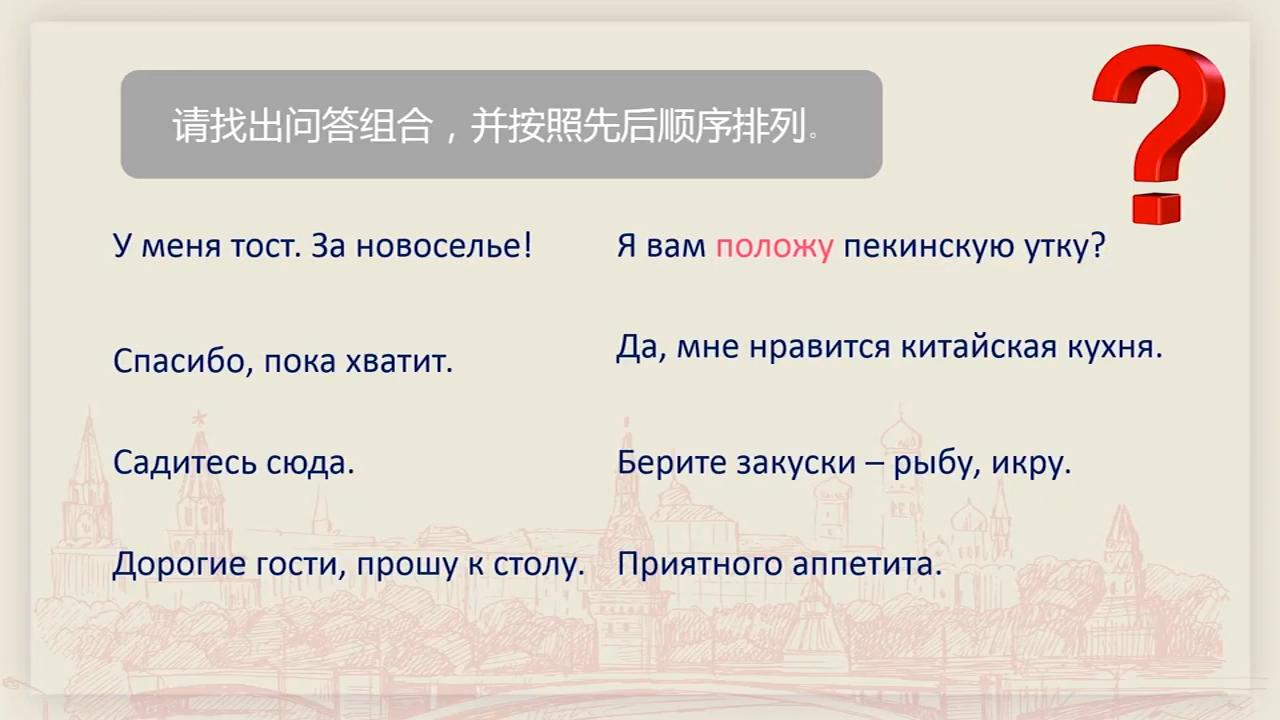 请找出问答组合，并按照先后顺序排列。
У меня тост. За новоселье!
Я вам положу пекинскую утку?
Спасибо, пока хватит.
Да, мне нравится китайская кухня.
Садитесь сюда.
Берите закуски – рыбу, икру.
Дорогие гости, прошу к столу.
Приятного аппетита.